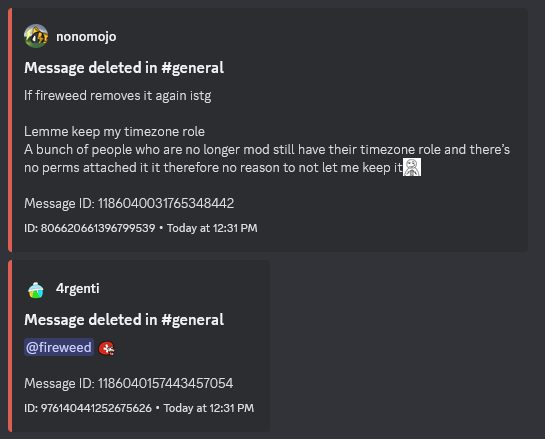 nonomojo
Message deleted in #general
If fireweed removes it again istg
Lemme keep my timezone role
A bunch of people who are no longer mod still have their timezone role and there's
no perms attached it it therefore no reason to not let me keep it
Message ID: 1186040031765348442
ID: 806620661396799539 • Today at 12:31 PM
4rgenti
Message deleted in #general
@fireweed
Message ID: 1186040157443457054
ID: 976140441252675626 • Today at 12:31 PM